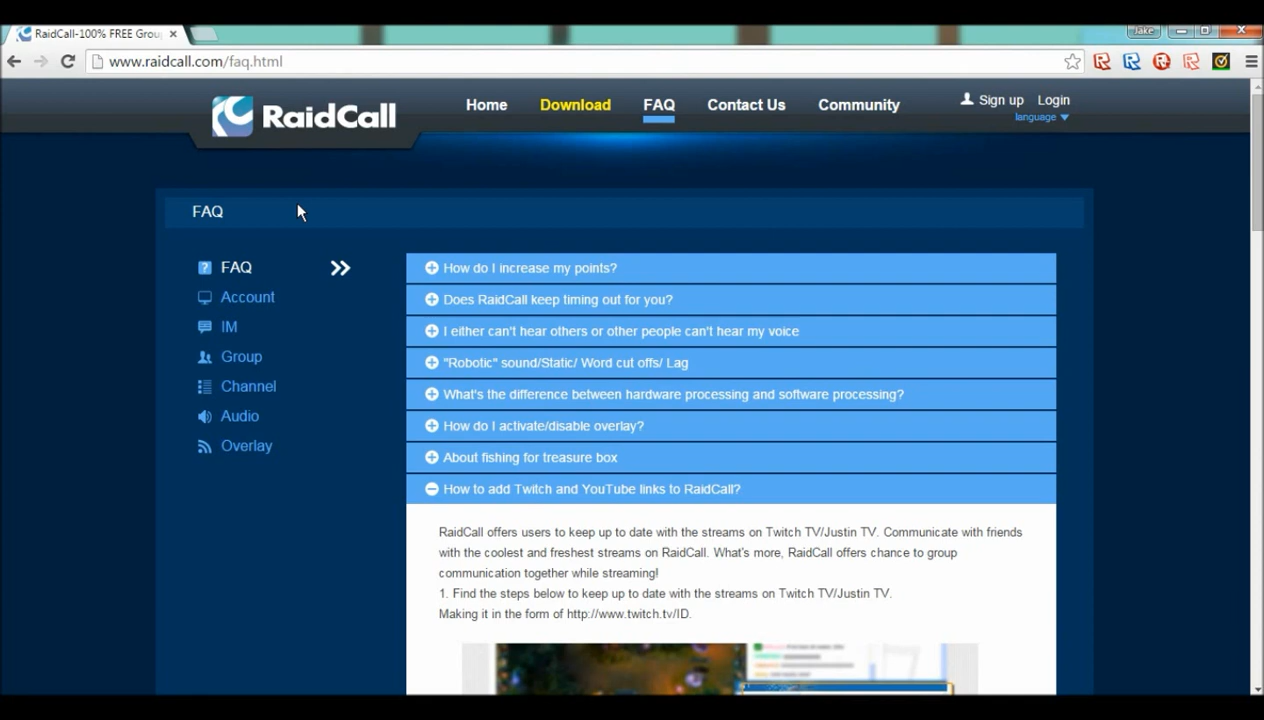 RaidCall-100% FREE Grou
Jake
www.raidcall.com/faq.html
RaidCall
Home
Download
FAQ
Contact Us
Community
Sign up
Login
language
FAQ
FAQ
Account
IM
Group
Channel
Audio
Overlay
How do I increase my points?
Does RaidCall keep timing out for you?
I either can't hear others or other people can't hear my voice
"Robotic" sound/Static/ Word cut offs/ Lag
What's the difference between hardware processing and software processing?
How do I activate/disable overlay?
About fishing for treasure box
How to add Twitch and YouTube links to RaidCall?
RaidCall offers users to keep up to date with the streams on Twitch TV/Justin TV. Communicate with friends
with the coolest and freshest streams on RaidCall. What's more, RaidCall offers chance to group
communication together while streaming!
1. Find the steps below to keep up to date with the streams on Twitch TV/Justin TV.
Making it in the form of http://www.twitch.tv/ID.